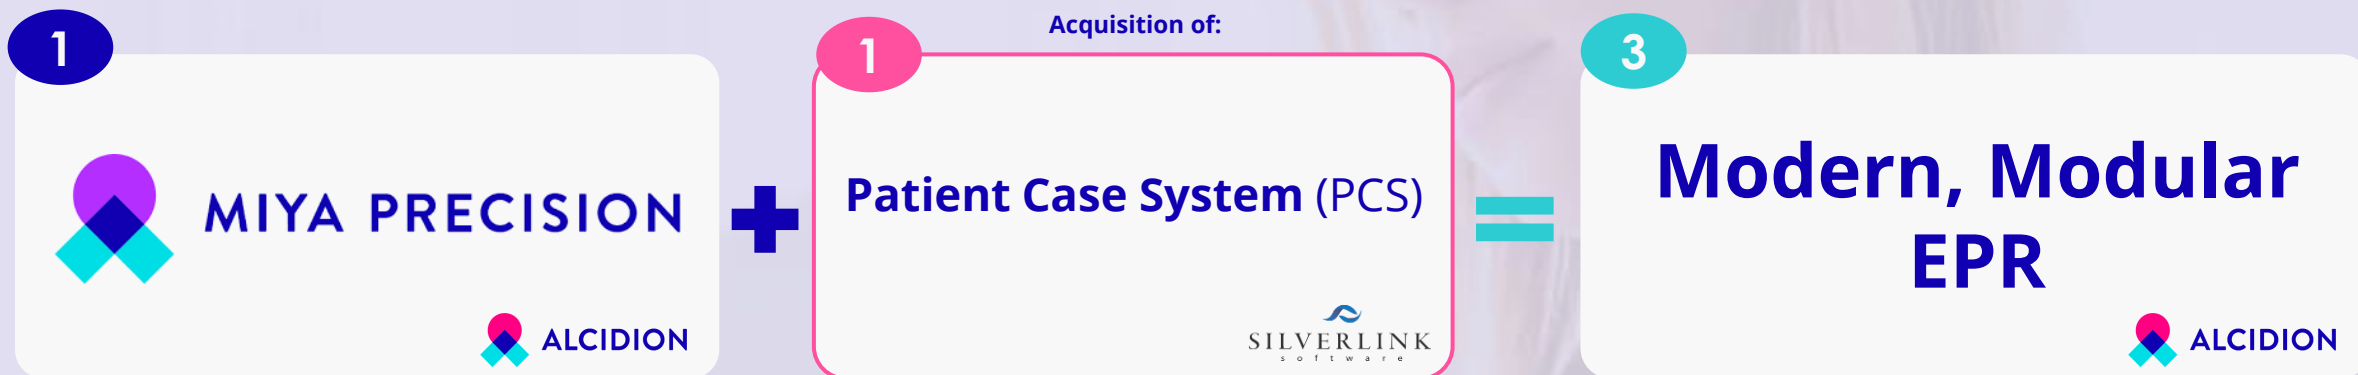 Acquisition of:
1
MIYA PRECISION
ALCIDION
1
Patient Case System (PCS)
SILVERLINK
software
3
Modern, Modular
EPR
ALCIDION